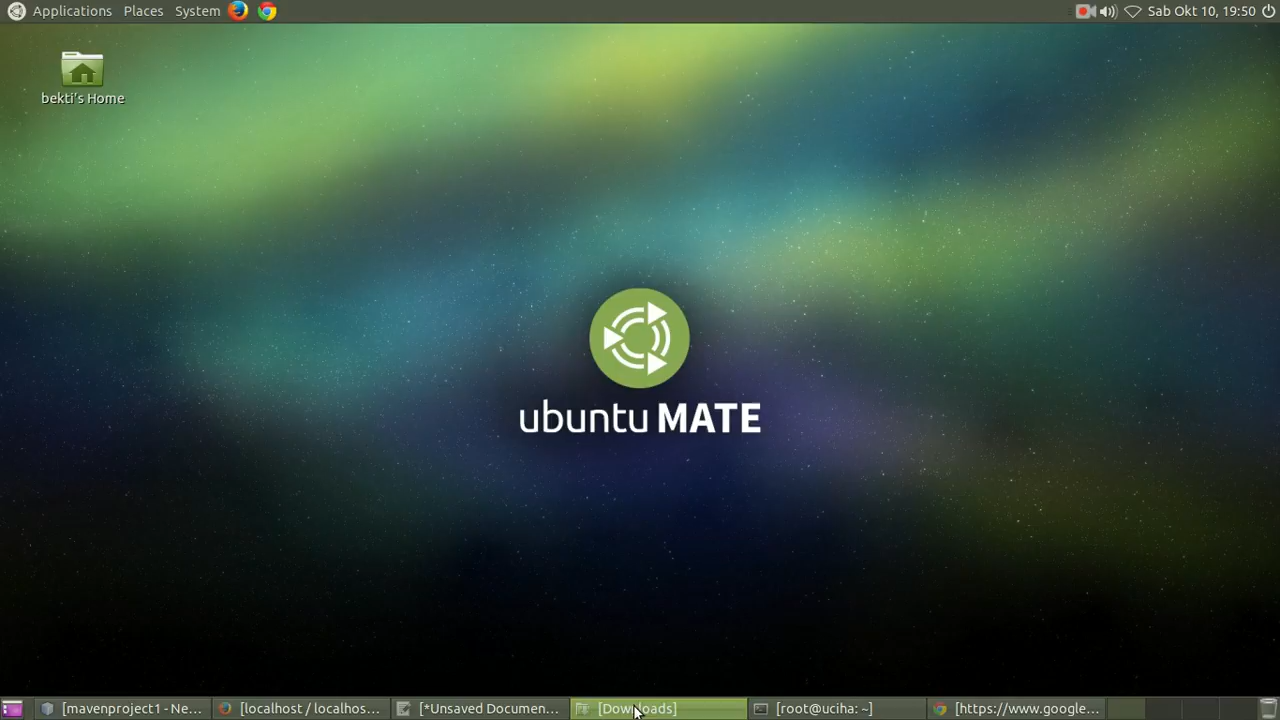 Applications Places System Sab Okt 10, 19:50
bekti's Home
ubuntu MATE
[mavenproject1 - Ne... [localhost / localhos... [*Unsaved Documen... [Downloads] [root@uciha: ~] [https://www.google...